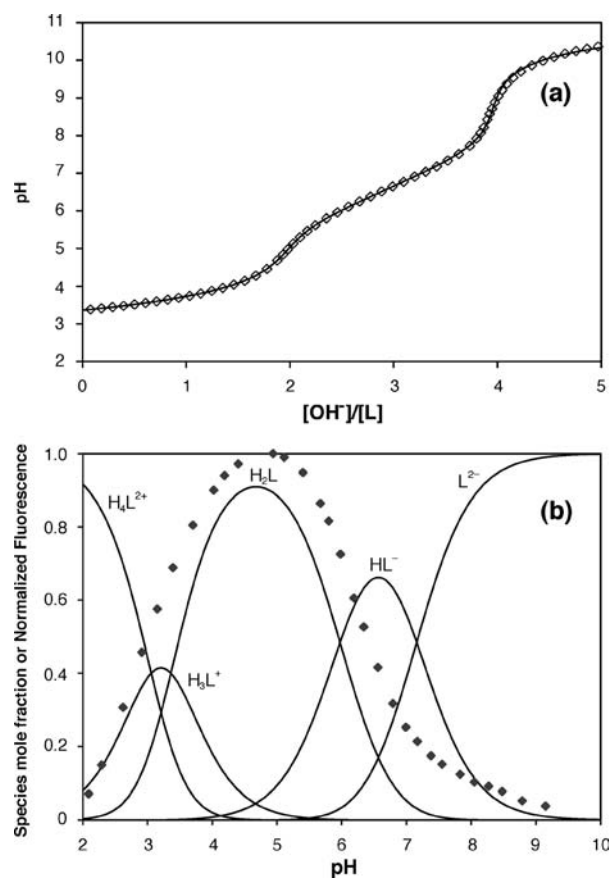 11
10
9
8
7
6
5
4
3
2
pH
(a)
0 1 2 3 4 5
[OH⁻]/[L]
1.0
0.8
0.6
0.4
0.2
0
Species mole fraction or Normalized Fluorescence
H₄L²⁺
H₃L⁺
H₂L
HL⁻
L²⁻
(b)
2 3 4 5 6 7 8 9 10
pH